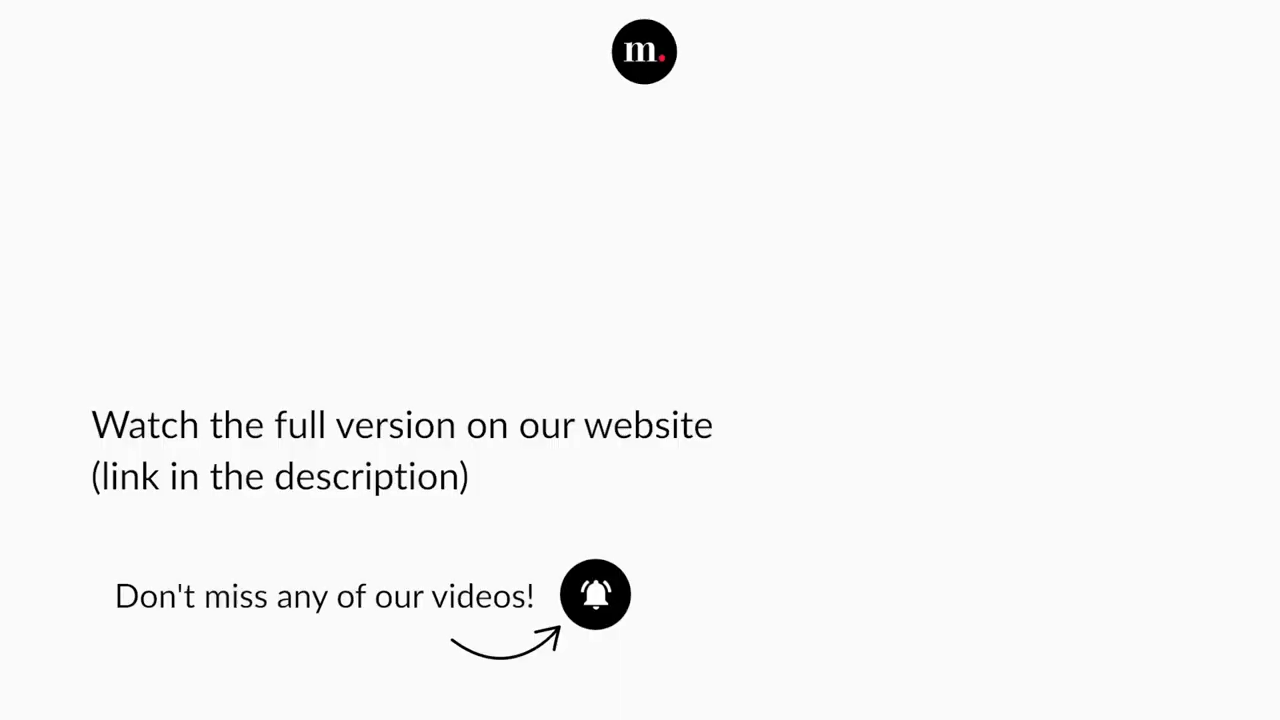 m.
Watch the full version on our website
(link in the description)
Don't miss any of our videos!